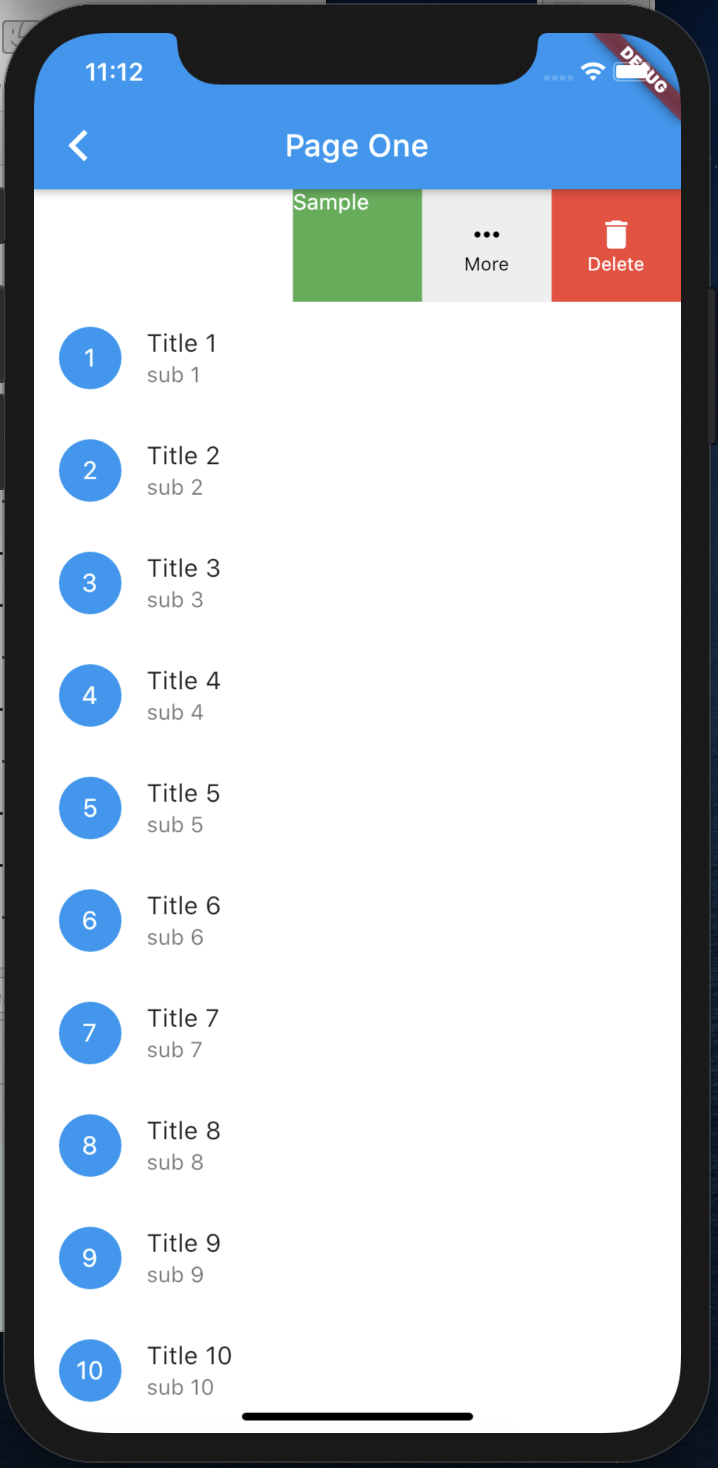 11:12
DEBUG
Page One
Sample
More
Delete
1
Title 1
sub 1
2
Title 2
sub 2
3
Title 3
sub 3
4
Title 4
sub 4
5
Title 5
sub 5
6
Title 6
sub 6
7
Title 7
sub 7
8
Title 8
sub 8
9
Title 9
sub 9
10
Title 10
sub 10